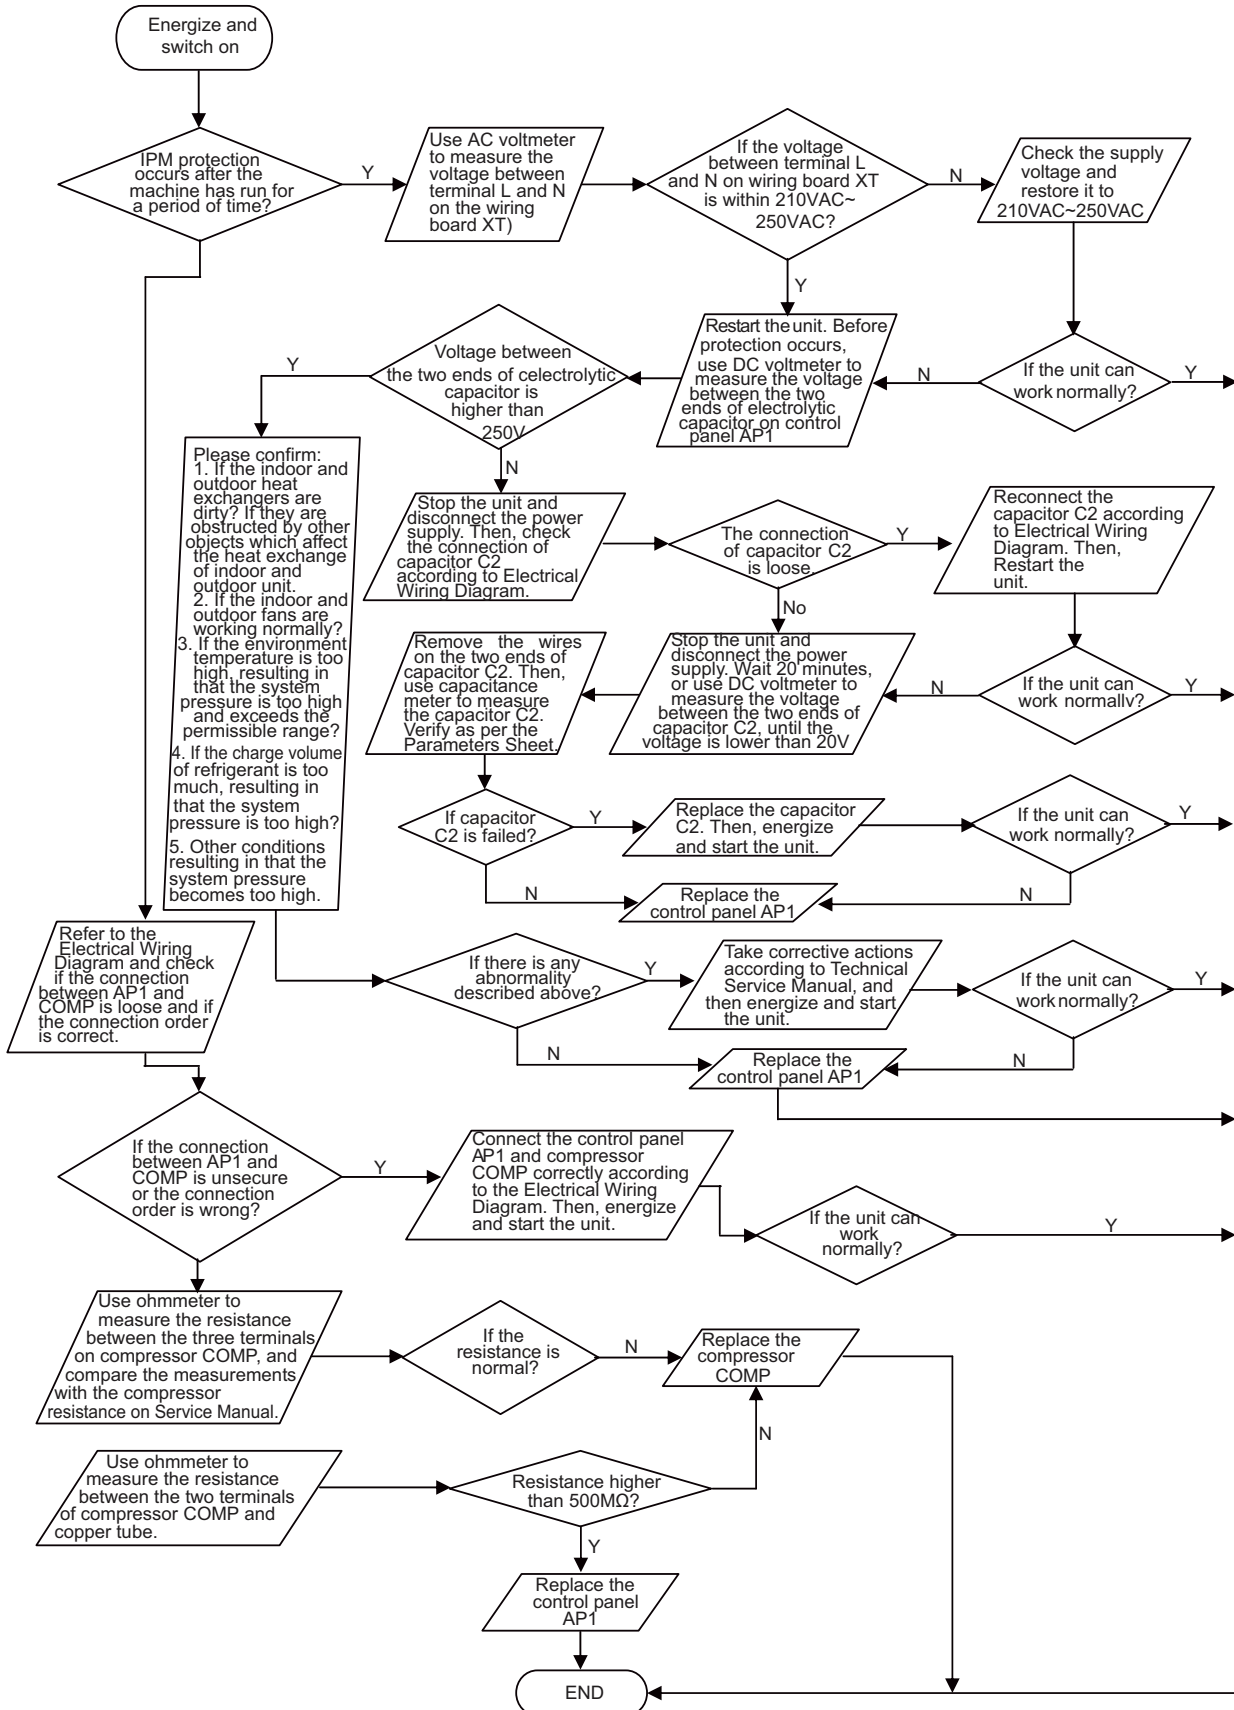 Energize and
switch on
IPM protection
occurs after the
machine has run for
a period of time?
Y
Use AC voltmeter
to measure the
voltage between
terminal L and N
on the wiring
board XT)
If the voltage
between terminal L
and N on wiring board XT
is within 210VAC~
250VAC?
N
Check the supply
voltage and
restore it to
210VAC~250VAC
Y
Restart the unit. Before
protection occurs,
use DC voltmeter to
measure the voltage
between the two
ends of electrolytic
capacitor on control
panel AP1
N
If the unit can
work normally?
Y
Voltage between
the two ends of celectrolytic
capacitor is
higher than
250V
Y
N
Please confirm:
1. If the indoor and
outdoor heat
exchangers are
dirty? If they are
obstructed by other
objects which affect
the heat exchange
of indoor and
outdoor unit.
2. If the indoor and
outdoor fans are
working normally?
3. If the environment
temperature is too
high, resulting in
that the system
pressure is too high
and exceeds the
permissible range?
4. If the charge volume
of refrigerant is too
much, resulting in
that the system
pressure is too high?
5. Other conditions
resulting in that the
system pressure
becomes too high.
Stop the unit and
disconnect the power
supply. Then, check
the connection of
capacitor C2
according to Electrical
Wiring Diagram.
The connection
of capacitor C2
is loose.
Y
Reconnect the
capacitor C2 according
to Electrical Wiring
Diagram. Then,
Restart the
unit.
No
Remove the wires
on the two ends of
capacitor C2. Then,
use capacitance
meter to measure
the capacitor C2.
Verify as per the
Parameters Sheet.
Stop the unit and
disconnect the power
supply. Wait 20 minutes,
or use DC voltmeter to
measure the voltage
between the two ends of
capacitor C2, until the
voltage is lower than 20V
N
If the unit can
work normally?
Y
If capacitor
C2 is failed?
Y
Replace the capacitor
C2. Then, energize
and start the unit.
If the unit can
work normally?
Y
N
Replace the
control panel AP1
N
Refer to the
Electrical Wiring
Diagram and check
if the connection
between AP1 and
COMP is loose and if
the connection order
is correct.
If there is any
abnormality
described above?
Y
Take corrective actions
according to Technical
Service Manual, and
then energize and start
the unit.
If the unit can
work normally?
Y
N
Replace the
control panel AP1
N
If the connection
between AP1 and
COMP is unsecure
or the connection
order is wrong?
Y
Connect the control panel
AP1 and compressor
COMP correctly according
to the Electrical Wiring
Diagram. Then, energize
and start the unit.
If the unit can
work
normally?
Y
Use ohmmeter to
measure the resistance
between the three terminals
on compressor COMP, and
compare the measurements
with the compressor
resistance on Service Manual.
If the
resistance is
normal?
N
Replace the
compressor
COMP
N
Use ohmmeter to
measure the resistance
between the two terminals
of compressor COMP and
copper tube.
Resistance higher
than 500MΩ?
Y
Replace the
control panel
AP1
END